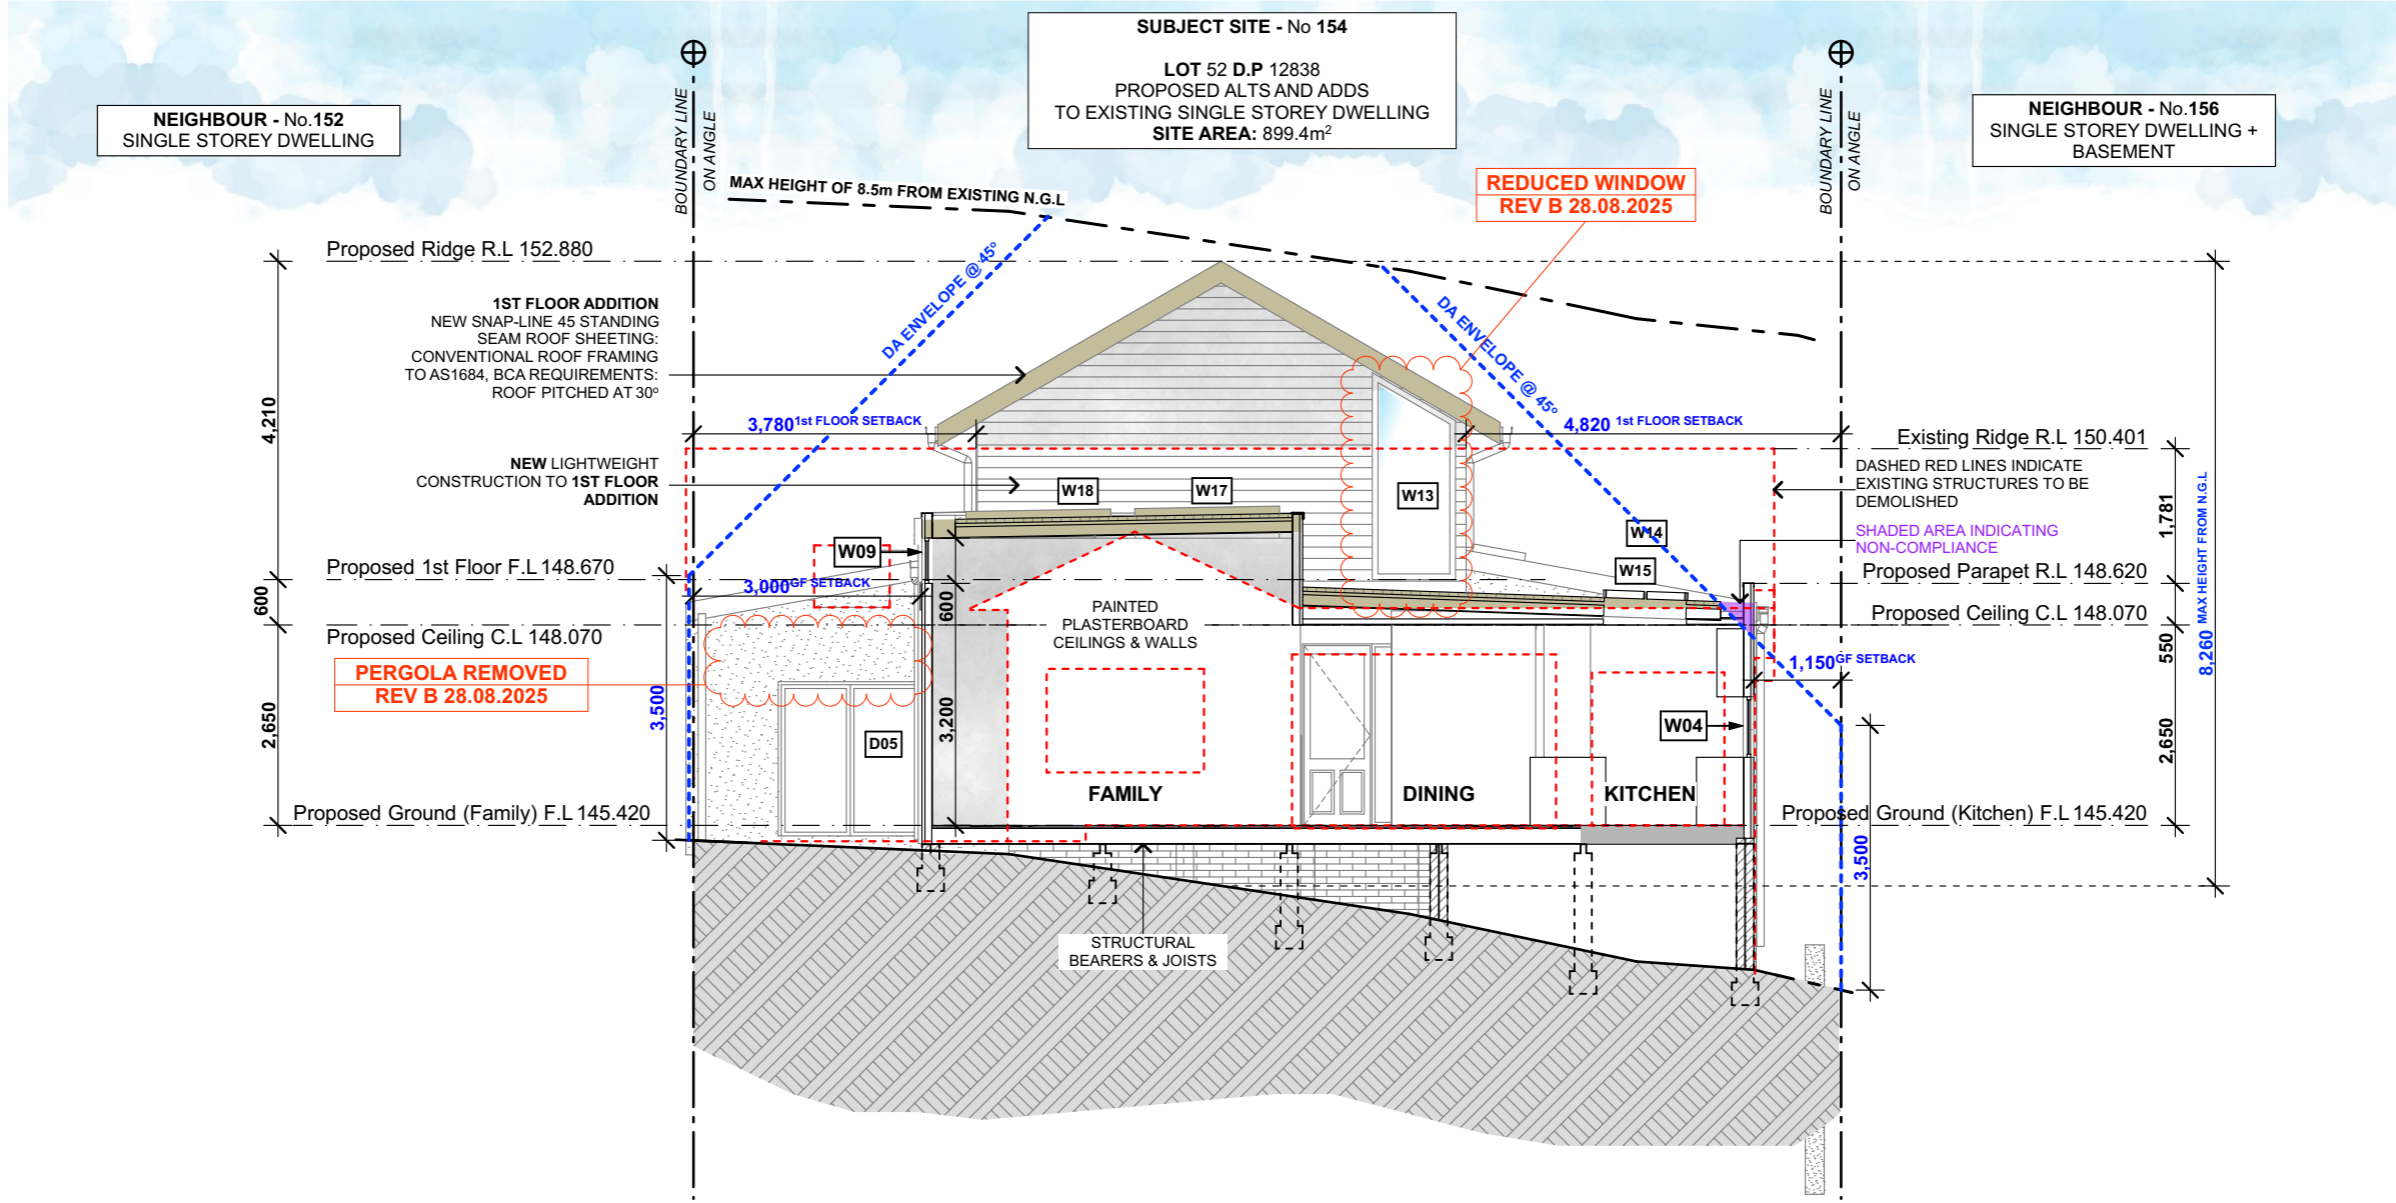 SUBJECT SITE - No 154
LOT 52 D.P 12838
PROPOSED ALTS AND ADDS
TO EXISTING SINGLE STOREY DWELLING
SITE AREA: 899.4m²
NEIGHBOUR - No.152
SINGLE STOREY DWELLING
NEIGHBOUR - No.156
SINGLE STOREY DWELLING +
BASEMENT
BOUNDARY LINE
ON ANGLE
BOUNDARY LINE
ON ANGLE
MAX HEIGHT OF 8.5m FROM EXISTING N.G.L
REDUCED WINDOW
REV B 28.08.2025
Proposed Ridge R.L 152.880
DA ENVELOPE @ 45º
DA ENVELOPE @ 45º
1ST FLOOR ADDITION
NEW SNAP-LINE 45 STANDING
SEAM ROOF SHEETING:
CONVENTIONAL ROOF FRAMING
TO AS1684, BCA REQUIREMENTS:
ROOF PITCHED AT 30º
4,210
3,780 1st FLOOR SETBACK
4,820 1st FLOOR SETBACK
Existing Ridge R.L 150.401
NEW LIGHTWEIGHT
CONSTRUCTION TO 1ST FLOOR
ADDITION
DASHED RED LINES INDICATE
EXISTING STRUCTURES TO BE
DEMOLISHED
SHADED AREA INDICATING
NON-COMPLIANCE
1,781
8,260 MAX HEIGHT FROM N.G.L
W18
W17
W13
W14
W15
W09
Proposed 1st Floor F.L 148.670
Proposed Parapet R.L 148.620
3,000 GF SETBACK
600
600
PAINTED
PLASTERBOARD
CEILINGS & WALLS
Proposed Ceiling C.L 148.070
Proposed Ceiling C.L 148.070
550
PERGOLA REMOVED
REV B 28.08.2025
1,150 GF SETBACK
3,500
3,200
2,650
2,650
D05
W04
FAMILY
DINING
KITCHEN
Proposed Ground (Family) F.L 145.420
Proposed Ground (Kitchen) F.L 145.420
3,500
STRUCTURAL
BEARERS & JOISTS